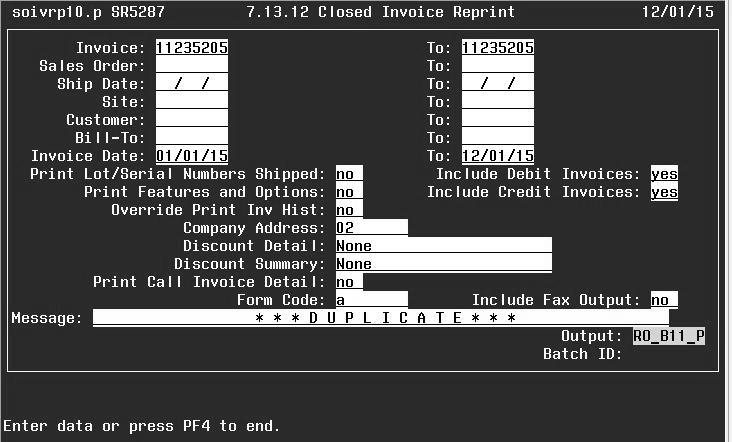 soivrp10.p SR5287 7.13.12 Closed Invoice Reprint 12/01/15
Invoice: 11235205 To: 11235205
Sales Order: To:
Ship Date: / / To: / /
Site: To:
Customer: To:
Bill-To: To:
Invoice Date: 01/01/15 To: 12/01/15
Print Lot/Serial Numbers Shipped: no Include Debit Invoices: yes
Print Features and Options: no Include Credit Invoices: yes
Override Print Inv Hist: no
Company Address: 02
Discount Detail: None
Discount Summary: None
Print Call Invoice Detail: no
Form Code: a Include Fax Output: no
Message: * * * D U P L I C A T E * * *
Output: RO_B11_P
Batch ID:
Enter data or press PF4 to end.